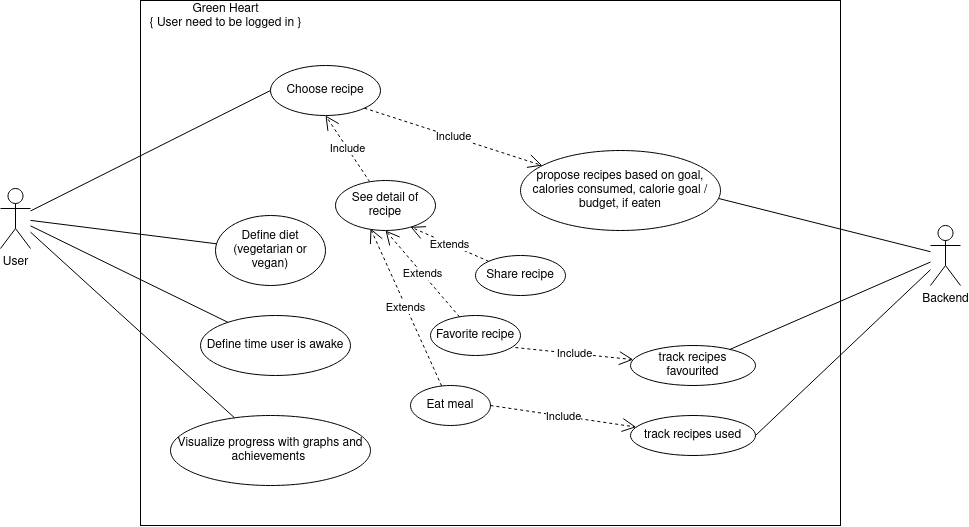 Green Heart
{ User need to be logged in }
Choose recipe
Include
Include
propose recipes based on goal,
calories consumed, calorie goal /
budget, if eaten
See detail of
recipe
User
Define diet
(vegetarian or
vegan)
Extends
Share recipe
Extends
Backend
Extends
Favorite recipe
Define time user is awake
Include
track recipes
favourited
Eat meal
Include
track recipes used
Visualize progress with graphs and
achievements